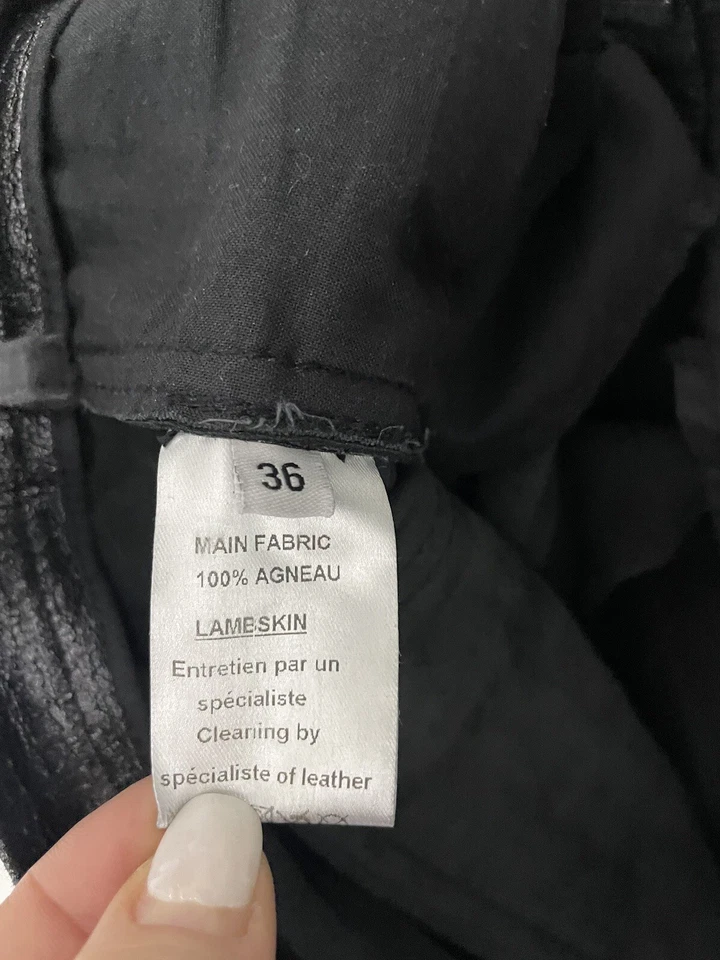 36
MAIN FABRIC
100% AGNEAU
LAMBSKIN
Entretien par un
spécialiste
Cleaning by
spécialiste of leather